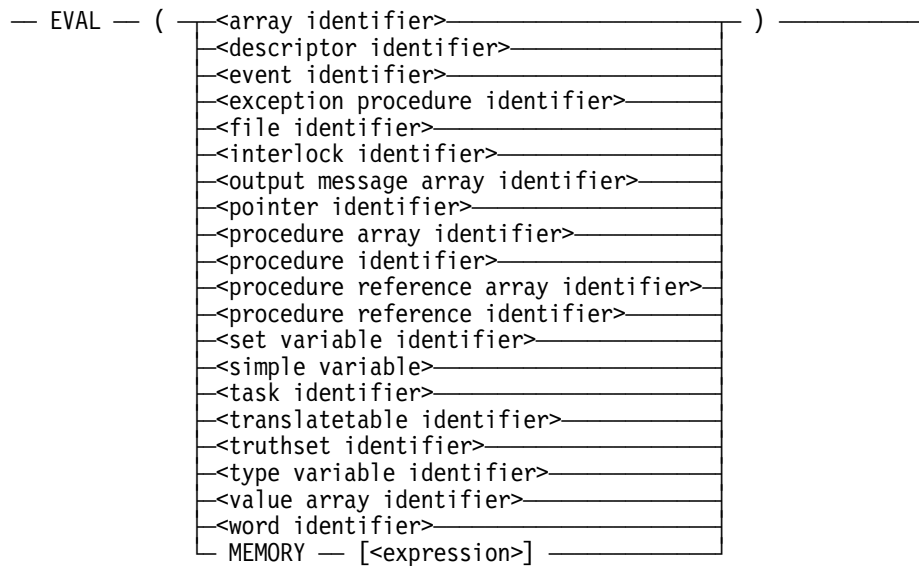 EVAL ( <array identifier> )
<descriptor identifier>
<event identifier>
<exception procedure identifier>
<file identifier>
<interlock identifier>
<output message array identifier>
<pointer identifier>
<procedure array identifier>
<procedure identifier>
<procedure reference array identifier>
<procedure reference identifier>
<set variable identifier>
<simple variable>
<task identifier>
<translatetable identifier>
<truthset identifier>
<type variable identifier>
<value array identifier>
<word identifier>
MEMORY — [<expression>]